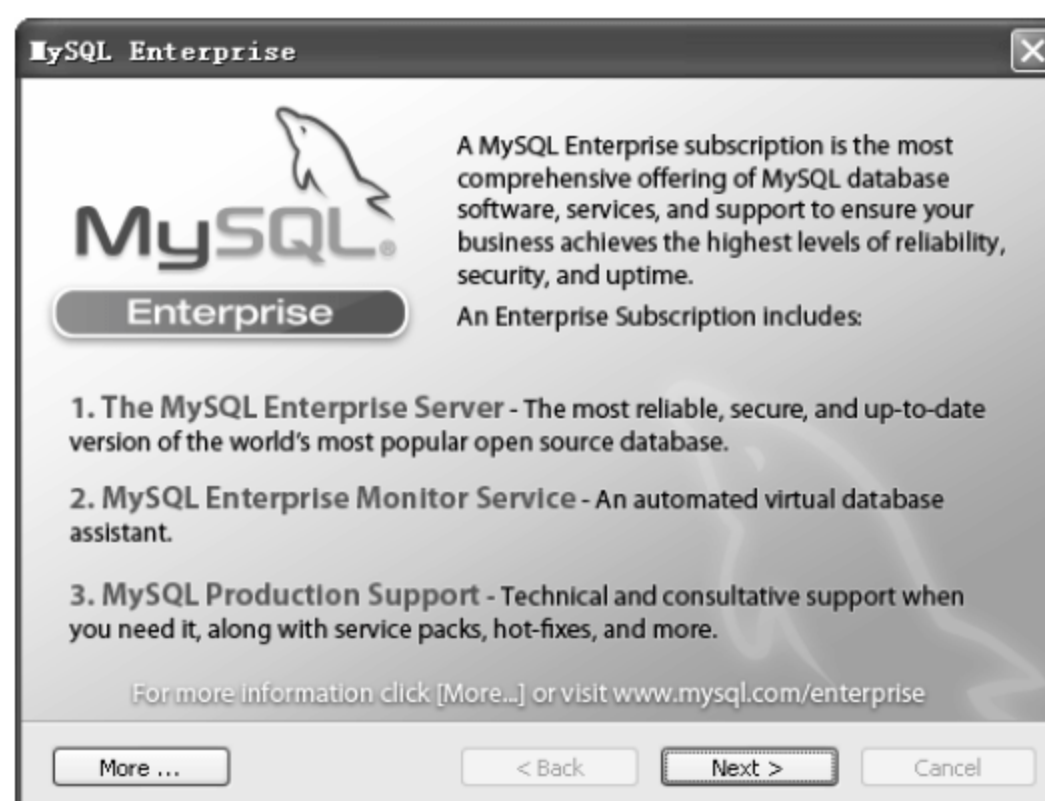 MySQL Enterprise
A MySQL Enterprise subscription is the most
comprehensive offering of MySQL database
software, services, and support to ensure your
business achieves the highest levels of reliability,
security, and uptime.
An Enterprise Subscription includes:
MySQL®
Enterprise
1. The MySQL Enterprise Server - The most reliable, secure, and up-to-date
version of the world's most popular open source database.
2. MySQL Enterprise Monitor Service - An automated virtual database
assistant.
3. MySQL Production Support - Technical and consultative support when
you need it, along with service packs, hot-fixes, and more.
For more information click [More...] or visit www.mysql.com/enterprise
More ...
< Back
Next >
Cancel